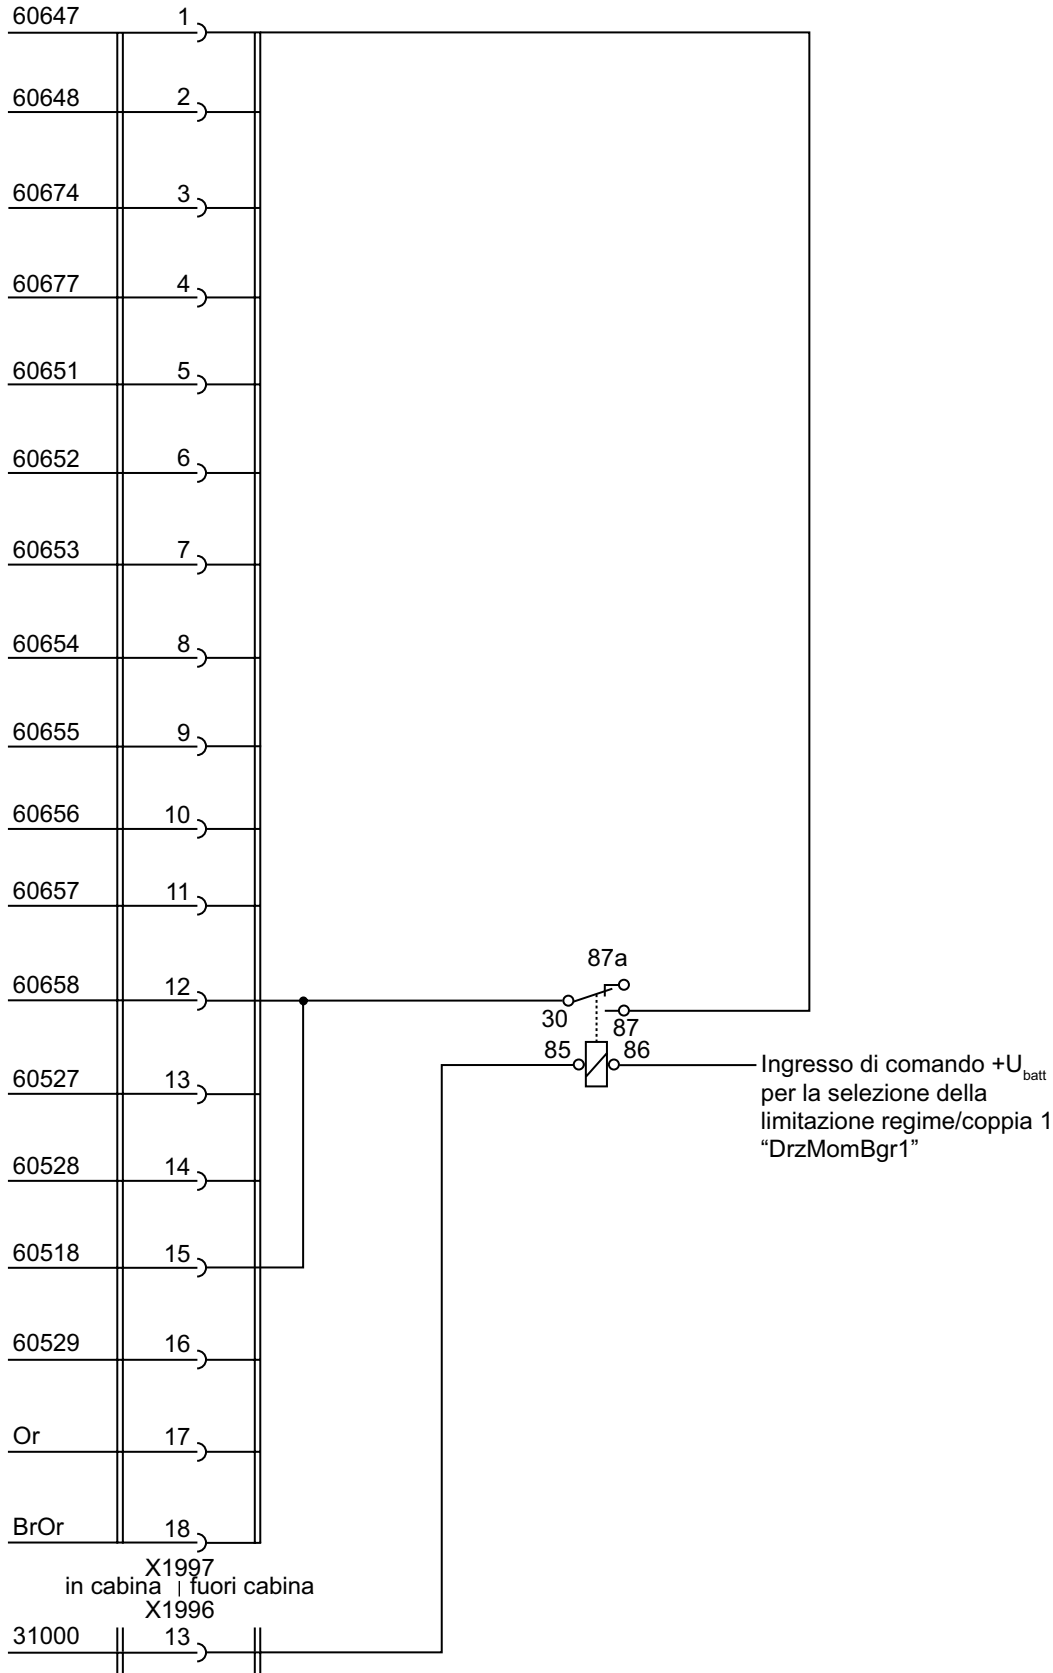 60647 1
60648 2
60674 3
60677 4
60651 5
60652 6
60653 7
60654 8
60655 9
60656 10
60657 11
87a
60658 12
30
87
85 86
Ingresso di comando +Ubatt
per la selezione della
limitazione regime/coppia 1
“DrzMomBgr1”
60527 13
60528 14
60518 15
60529 16
Or 17
BrOr 18
X1997
in cabina | fuori cabina
X1996
31000 13